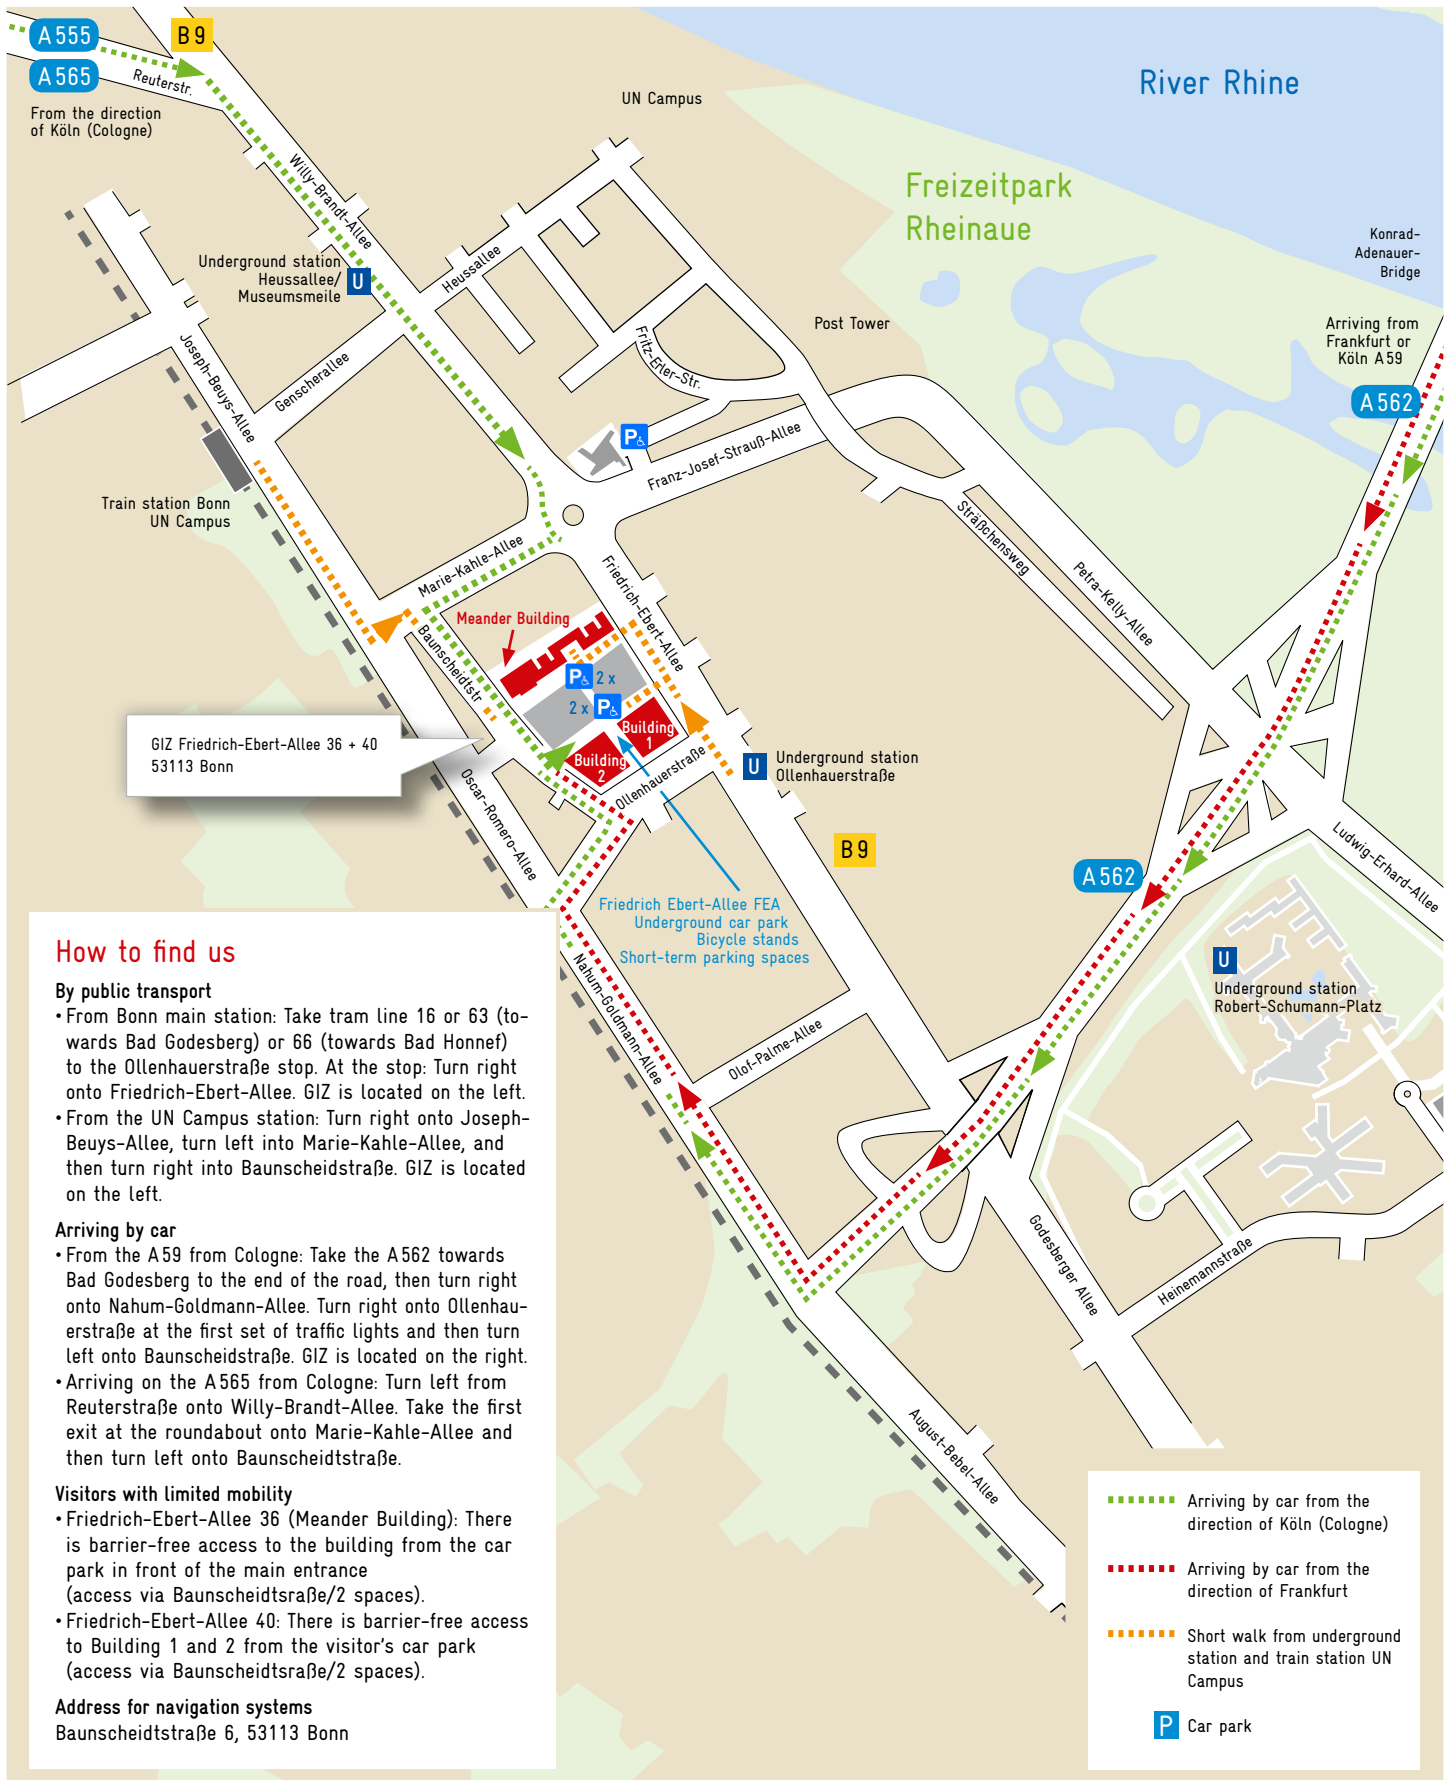 A 555
B 9
A 565
Reuterstr.
From the direction
of Köln (Cologne)
UN Campus
River Rhine
Freizeitpark
Rheinaue
Willy-Brandt-Allee
Underground station
Heussallee/
Museumsmeile
U
Heussallee
Konrad-
Adenauer-
Bridge
Post Tower
Arriving from
Frankfurt or
Köln A 59
A 562
Joseph-Beuys-Allee
Genscherallee
Fritz-Erler-Str.
P
Franz-Josef-Strauß-Allee
Train station Bonn
UN Campus
Sträßchensweg
Marie-Kahle-Allee
Friedrich-Ebert-Allee
Petra-Kelly-Allee
Meander Building
Baunscheidtstr
P 2 x
2 x P
Building
1
Building
2
GIZ Friedrich-Ebert-Allee 36 + 40
53113 Bonn
U
Underground station
Ollenhauerstraße
Ollenhauerstraße
Oscar-Romero-Allee
B 9
A 562
Ludwig-Erhard-Allee
Friedrich Ebert-Allee FEA
Underground car park
Bicycle stands
Short-term parking spaces
U
Underground station
Robert-Schumann-Platz
Nahum-Goldmann-Allee
Olof-Palme-Allee
Godesberger Allee
Heinemannstraße
August-Bebel-Allee
How to find us
By public transport
• From Bonn main station: Take tram line 16 or 63 (to-
wards Bad Godesberg) or 66 (towards Bad Honnef)
to the Ollenhauerstraße stop. At the stop: Turn right
onto Friedrich-Ebert-Allee. GIZ is located on the left.
• From the UN Campus station: Turn right onto Joseph-
Beuys-Allee, turn left into Marie-Kahle-Allee, and
then turn right into Baunscheidstraße. GIZ is located
on the left.
Arriving by car
• From the A 59 from Cologne: Take the A 562 towards
Bad Godesberg to the end of the road, then turn right
onto Nahum-Goldmann-Allee. Turn right onto Ollenhau-
erstraße at the first set of traffic lights and then turn
left onto Baunscheidstraße. GIZ is located on the right.
• Arriving on the A 565 from Cologne: Turn left from
Reuterstraße onto Willy-Brandt-Allee. Take the first
exit at the roundabout onto Marie-Kahle-Allee and
then turn left onto Baunscheidtstraße.
Visitors with limited mobility
• Friedrich-Ebert-Allee 36 (Meander Building): There
is barrier-free access to the building from the car
park in front of the main entrance
(access via Baunscheidtsraße/2 spaces).
• Friedrich-Ebert-Allee 40: There is barrier-free access
to Building 1 and 2 from the visitor's car park
(access via Baunscheidtsraße/2 spaces).
Address for navigation systems
Baunscheidtstraße 6, 53113 Bonn
Arriving by car from the
direction of Köln (Cologne)
Arriving by car from the
direction of Frankfurt
Short walk from underground
station and train station UN
Campus
P Car park